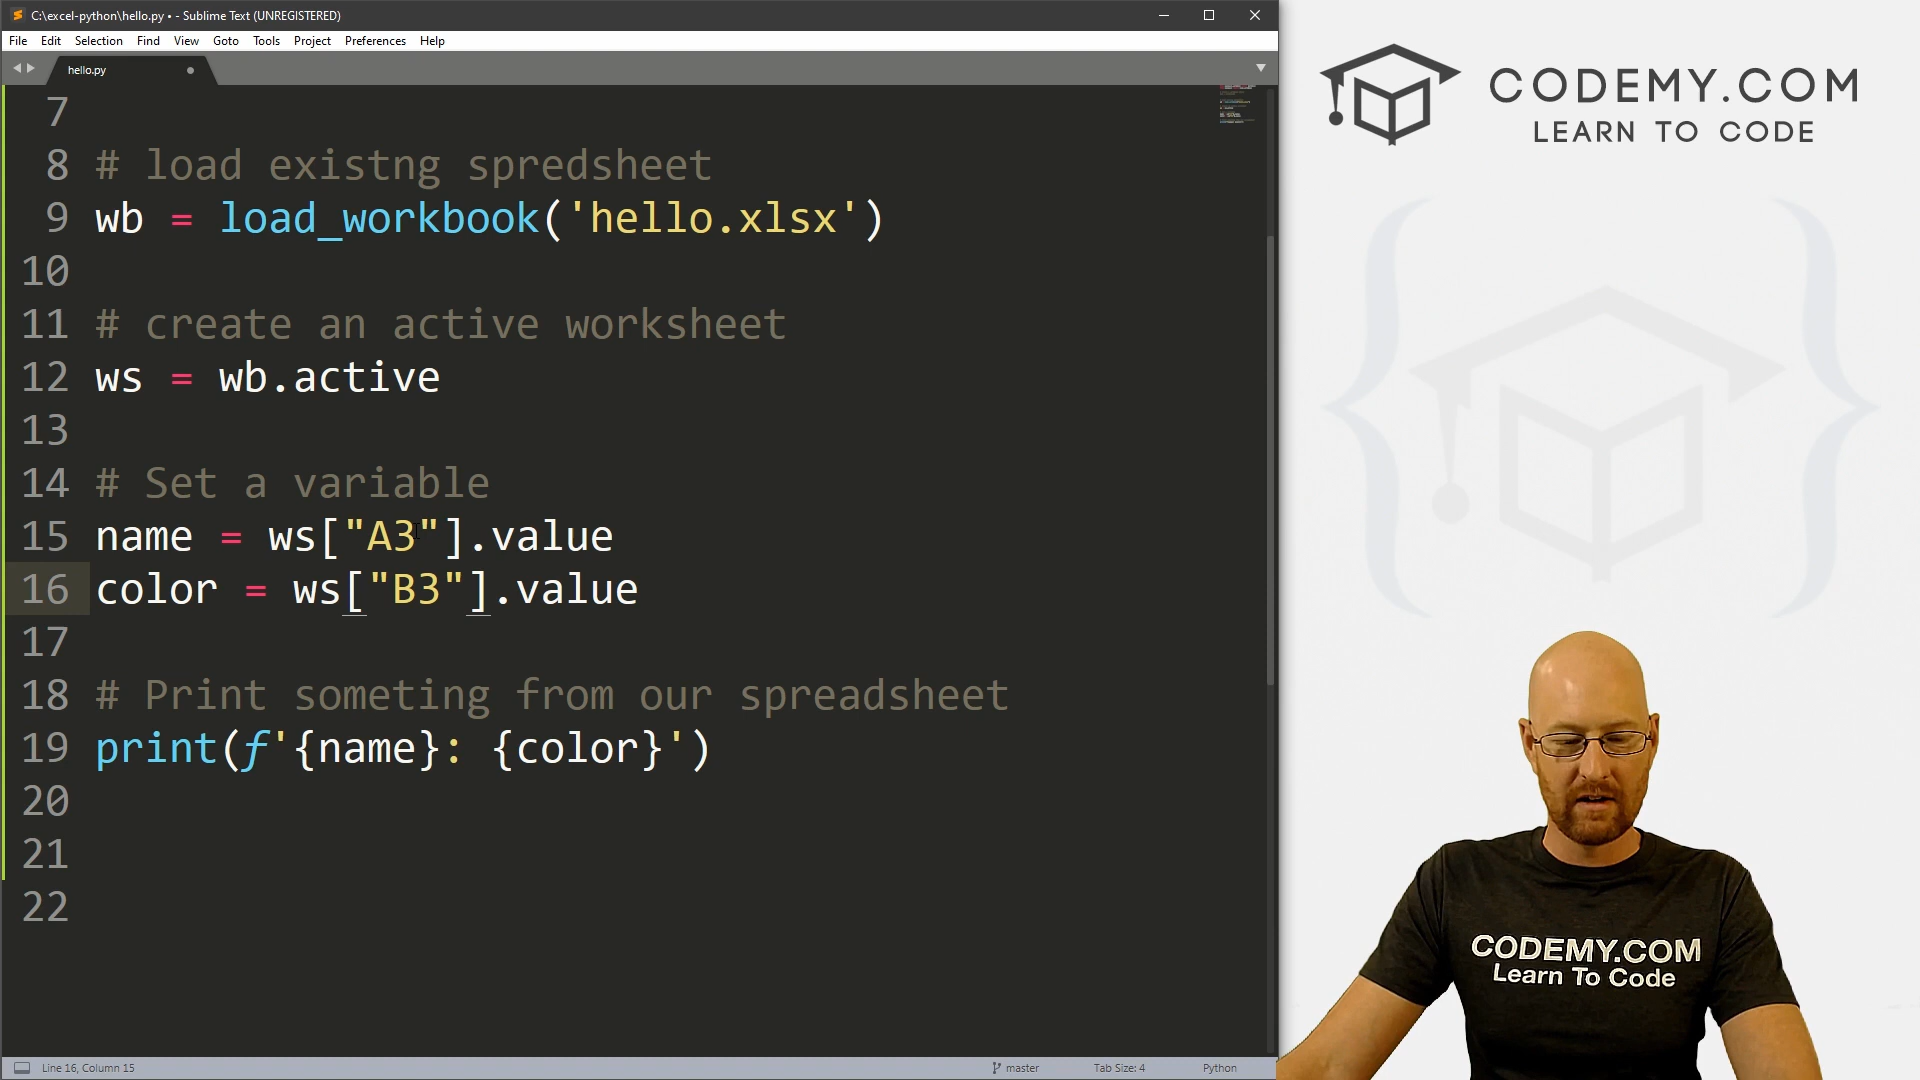 C:\excel-python\hello.py • - Sublime Text (UNREGISTERED)
File Edit Selection Find View Goto Tools Project Preferences Help
hello.py
7
8 # load existng spredsheet
9 wb = load_workbook('hello.xlsx')
10
11 # create an active worksheet
12 ws = wb.active
13
14 # Set a variable
15 name = ws["A3"].value
16 color = ws["B3"].value
17
18 # Print someting from our spreadsheet
19 print(f'{name}: {color}')
20
21
22
Line 16, Column 15 master Tab Size: 4 Python
CODEMY.COM
LEARN TO CODE
CODEMY.COM
Learn To Code